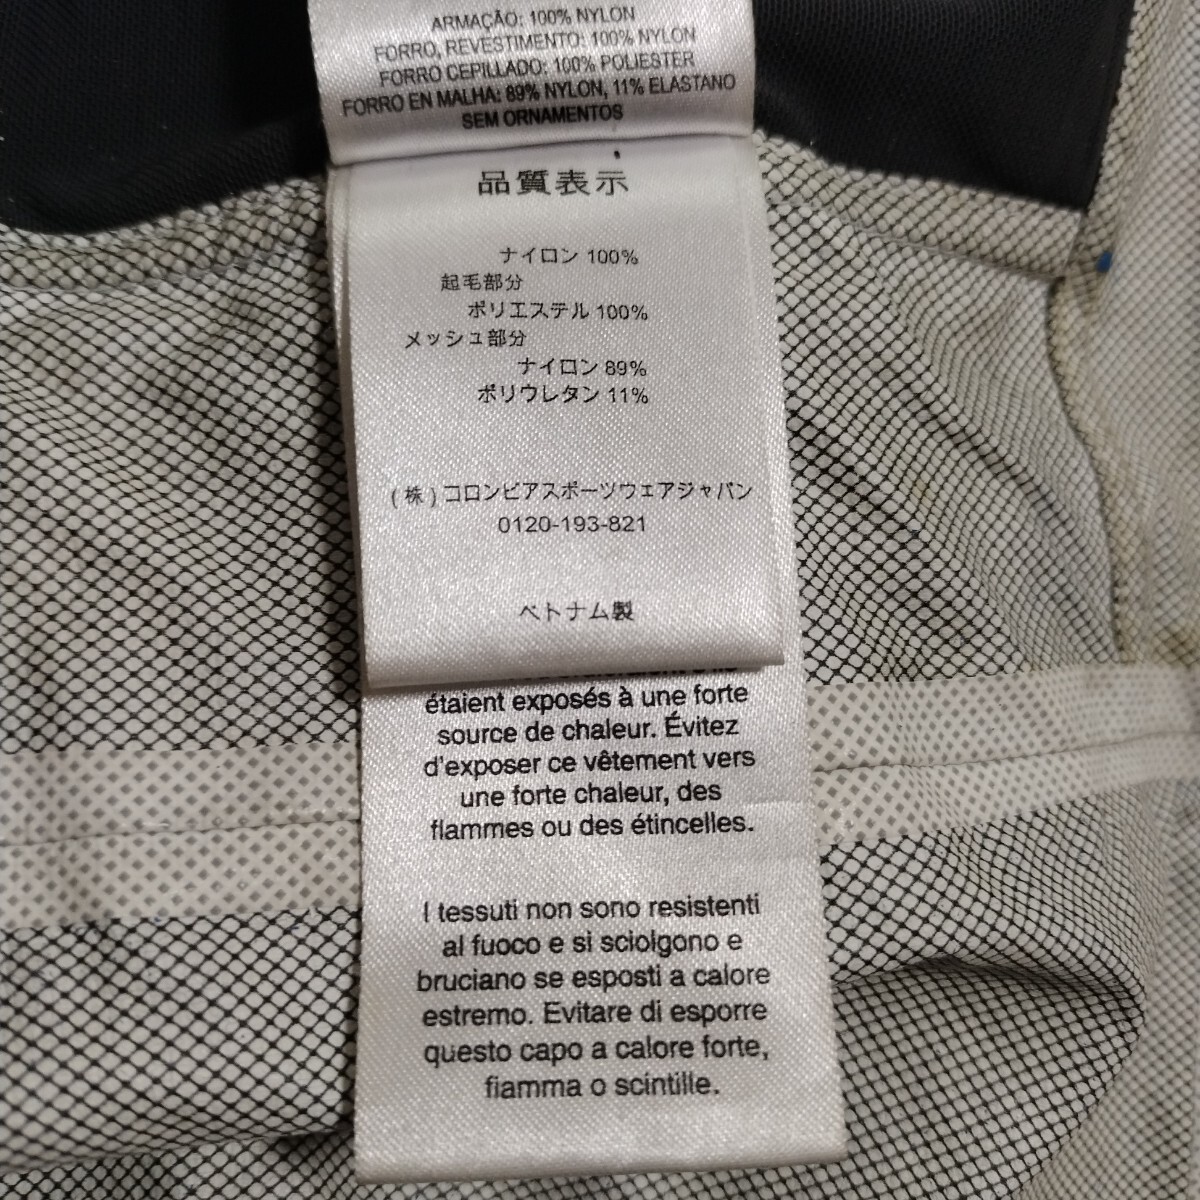 ARMAÇÃO: 100% NYLON
FORRO, REVESTIMENTO: 100% NYLON
FORRO CEPILLADO: 100% POLIESTER
FORRO EN MALHA: 89% NYLON, 11% ELASTANO
SEM ORNAMENTOS
品質表示
ナイロン 100%
起毛部分
ポリエステル 100%
メッシュ部分
ナイロン 89%
ポリウレタン 11%
(株)コロンビアスポーツウェアジャパン
0120-193-821
ベトナム製
étaient exposés à une forte
source de chaleur. Évitez
d'exposer ce vêtement vers
une forte chaleur, des
flammes ou des étincelles.
I tessuti non sono resistenti
al fuoco e si sciolgono e
bruciano se esposti a calore
estremo. Evitare di esporre
questo capo a calore forte,
fiamma o scintille.